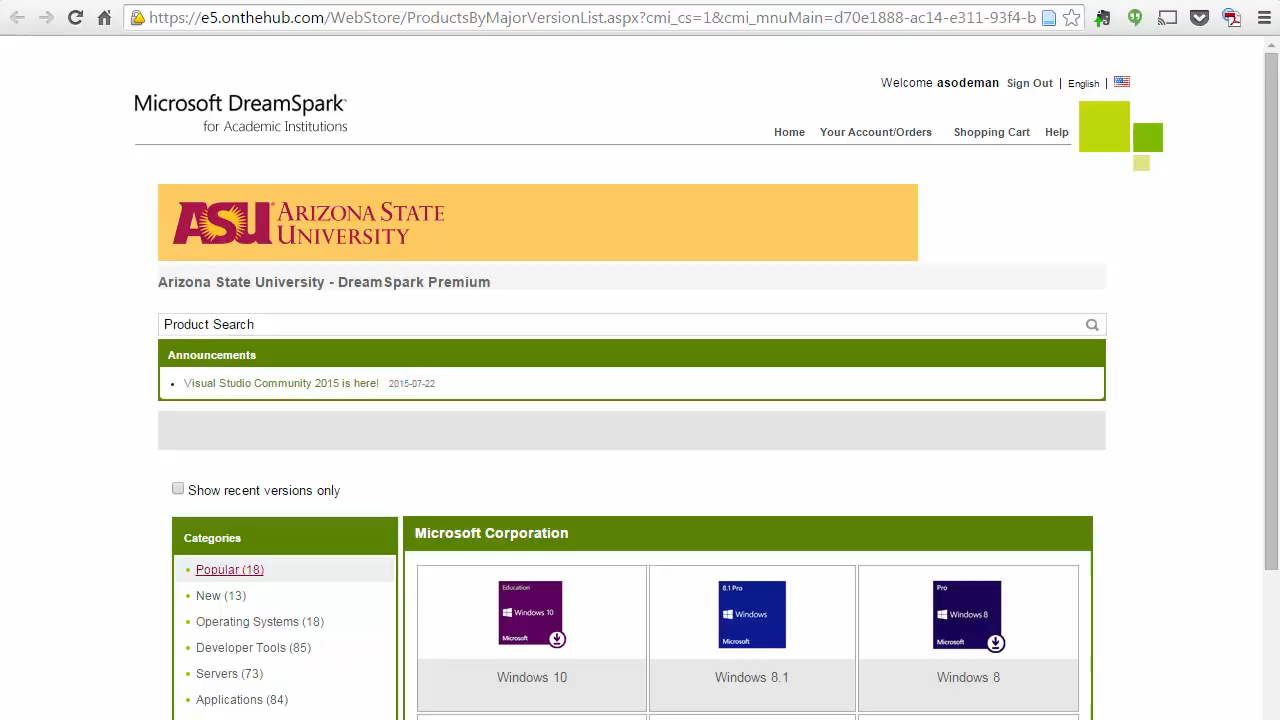 https://e5.onthehub.com/WebStore/ProductsByMajorVersionList.aspx?cmi_cs=1&cmi_mnuMain=d70e1888-ac14-e311-93f4-b
Welcome asodeman Sign Out | English |
Microsoft DreamSpark
for Academic Institutions
Home Your Account/Orders Shopping Cart Help
ASU ARIZONA STATE
UNIVERSITY
Arizona State University - DreamSpark Premium
Product Search
Announcements
• Visual Studio Community 2015 is here! 2015-07-22
Show recent versions only
Categories
• Popular (18)
• New (13)
• Operating Systems (18)
• Developer Tools (85)
• Servers (73)
• Applications (84)
Microsoft Corporation
Education
Windows 10
Microsoft
Windows 10
8.1 Pro
Windows
Microsoft
Windows 8.1
Pro
Windows 8
Microsoft
Windows 8